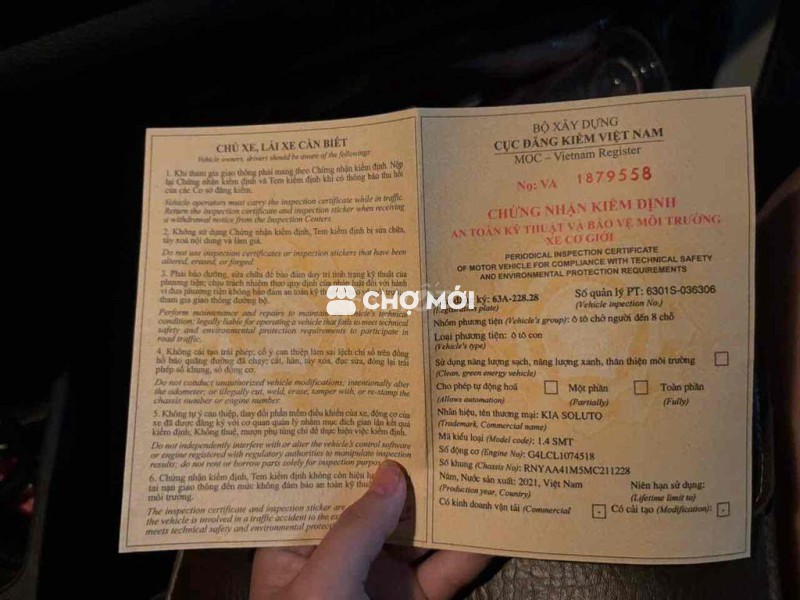 CHỦ XE, LÁI XE CẦN BIẾT
Vehicle owners, drivers should be aware of the followings:
1. Khi tham gia giao thông phải mang theo Chứng nhận kiểm định. Nộp
lại Chứng nhận kiểm định và Tem kiểm định khi có thông báo thu hồi
của các Cơ sở đăng kiểm.
Vehicle operators must carry the inspection certificate while in traffic.
Return the inspection certificate and inspection sticker when receiving
a withdrawal notice from the Inspection Centers.
2. Không sử dụng Chứng nhận kiểm định, Tem kiểm định bị sửa chữa,
tẩy xoá nội dung và làm giả.
Do not use inspection certificates or inspection stickers that have been
altered, erased, or forged.
3. Phải bảo dưỡng, sửa chữa để bảo đảm duy trì tình trạng kỹ thuật của
phương tiện; chịu trách nhiệm theo quy định của pháp luật đối với hành
vi đưa phương tiện không bảo đảm an toàn kỹ
tham gia giao thông đường bộ.
Perform maintenance and repairs to maintain vehicle's technical
condition; legally liable for operating a vehicle that fails to meet technical
safety and environmental protection requirements to participate in
road traffic.
4. Không cải tạo trái phép; cố ý can thiệp làm sai lệch chỉ số trên đồng
hồ báo quãng đường đã chạy; cắt, hàn, tẩy xóa, đục sửa, đóng lại trái
phép số khung, số động cơ.
Do not conduct unauthorized vehicle modifications; intentionally alter
the odometer; or illegally cut, weld, erase, tamper with, or re-stamp the
chassis number or engine number.
5. Không tự ý can thiệp, thay đổi phần mềm điều khiển của xe, động cơ của
xe đã được đăng ký với cơ quan quản lý nhằm mục đích gian lận kết quả
kiểm định; Không thuê, mượn phụ tùng chỉ để thực hiện việc kiểm định.
Do not independently interfere with or alter the vehicle's control software
or engine registered with regulatory authorities to manipulate inspection
results; do not rent or borrow parts solely for inspection purpos
6. Chứng nhận kiểm định, Tem kiểm định không còn hiệu
tai nạn giao thông đến mức không đảm bảo an toàn kỹ
môi trường.
The inspection certificate and inspection sticker are
the vehicle is involved in a traffic accident to the
meets technical safety and environmental
BỘ XÂY DỰNG
CỤC ĐĂNG KIỂM VIỆT NAM
MOC – Vietnam Register
No: VA 1879558
CHỨNG NHẬN KIỂM ĐỊNH
AN TOÀN KỸ THUẬT VÀ BẢO VỆ MÔI TRƯỜNG
XE CƠ GIỚI
PERIODICAL INSPECTION CERTIFICATE
OF MOTOR VEHICLE FOR COMPLIANCE WITH TECHNICAL SAFETY
AND ENVIRONMENTAL PROTECTION REQUIREMENTS
ký: 63A-228.28 Số quản lý PT: 6301S-036306
(Registration plate) (Vehicle inspection No.)
Nhóm phương tiện (Vehicle's group): ô tô chở người đến 8 chỗ
Loại phương tiện: ô tô con
(Vehicle's type)
Sử dụng năng lượng sạch, năng lượng xanh, thân thiện môi trường
(Clean, green energy vehicle)
Cho phép tự động hoá Một phần Toàn phần
(Allows automation) (Partially) (Fully)
Nhãn hiệu, tên thương mại: KIA SOLUTO
(Trademark, Commercial name)
Mã kiểu loại (Model code): 1.4 SMT
Số động cơ (Engine No): G4LCL1074518
Số khung (Chassis No): RNYAA41M5MC211228
Năm, Nước sản xuất: 2021, Việt Nam Niên hạn sử dụng:
(Production year, Country) (Lifetime limit to)
Có kinh doanh vận tải (Commercial - Có cải tạo (Modification): -
CHỢ MỚI